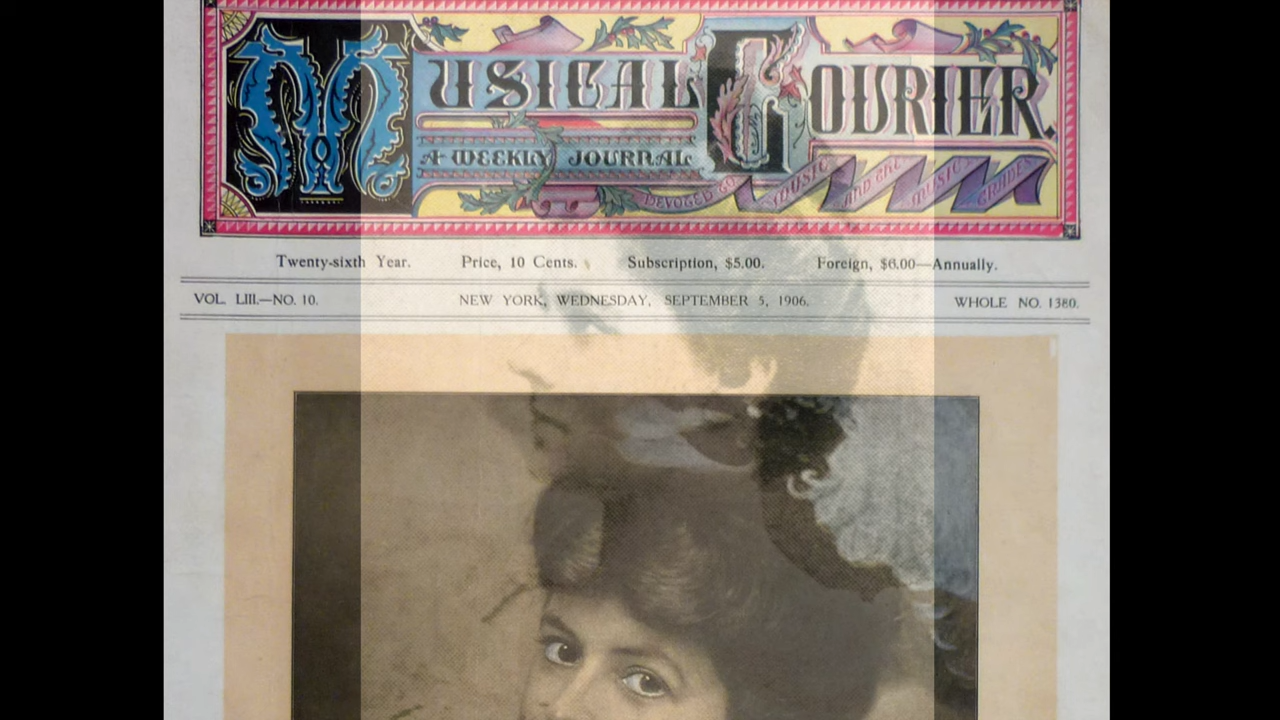 MUSICAL COURIER.
A WEEKLY JOURNAL
DEVOTED TO MUSIC AND THE MUSIC TRADES
Twenty-sixth Year. Price, 10 Cents. Subscription, $5.00. Foreign, $6.00—Annually.
VOL. LIII.—NO. 10. NEW YORK, WEDNESDAY, SEPTEMBER 5, 1906. WHOLE NO. 1380.